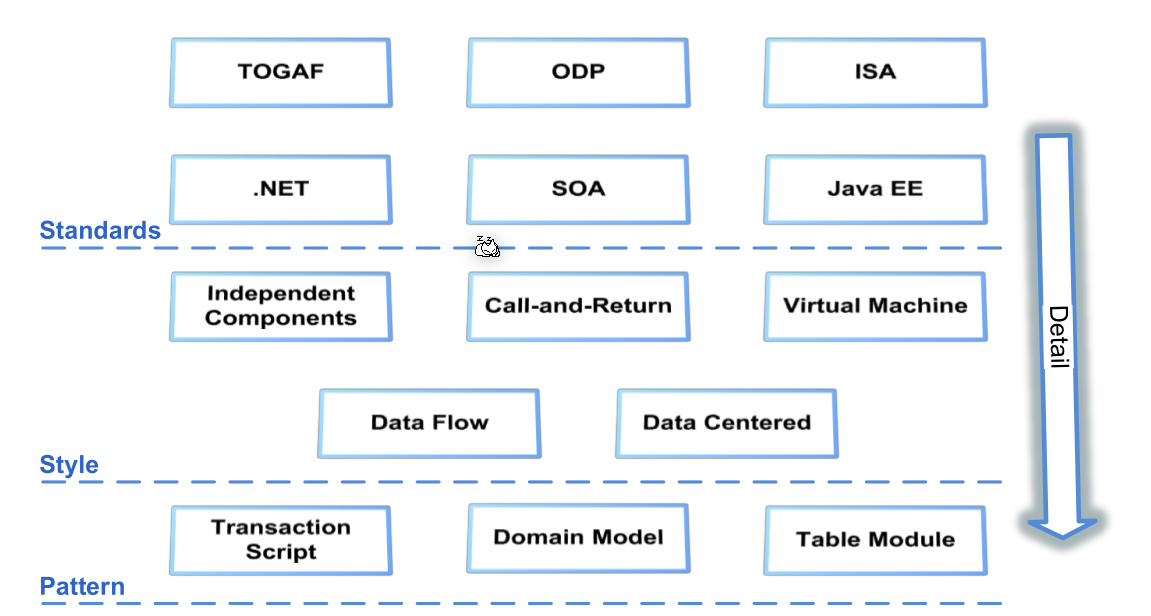 TOGAF
ODP
ISA
.NET
SOA
Java EE
Standards
Independent
Components
Call-and-Return
Virtual Machine
Data Flow
Data Centered
Style
Transaction
Script
Domain Model
Table Module
Pattern
Detail